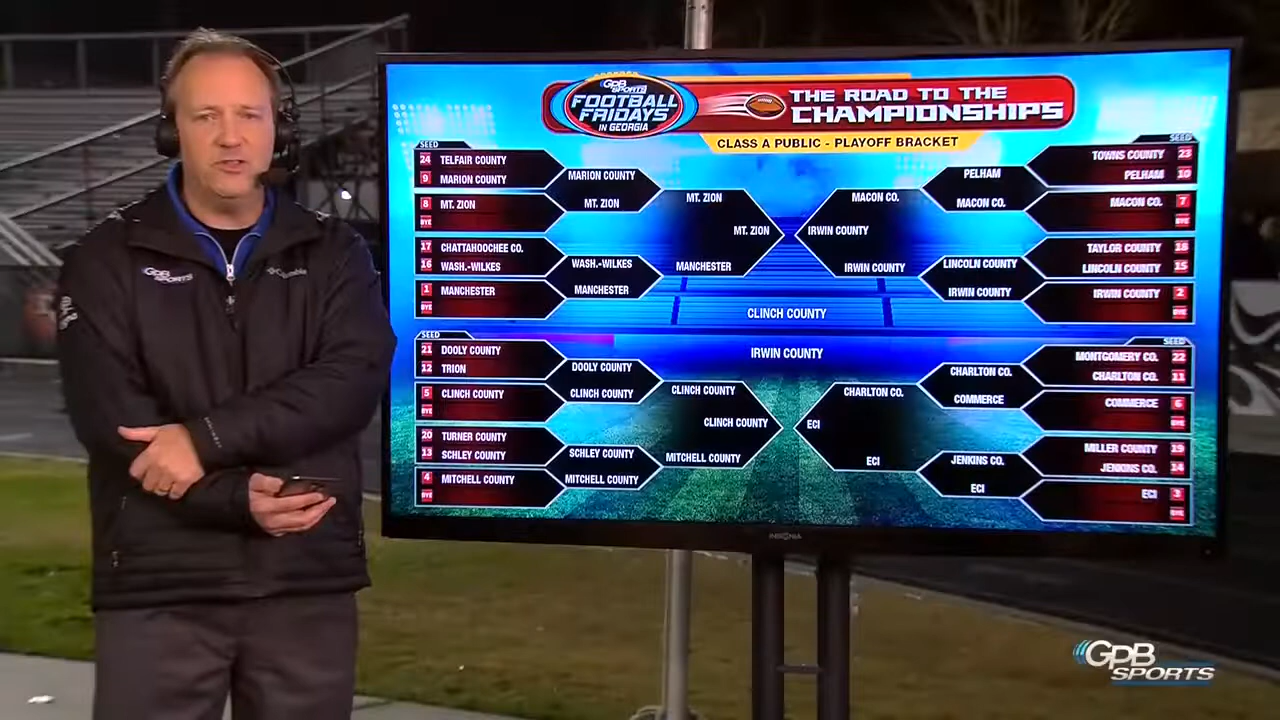 GPB SPORTS
FOOTBALL
FRIDAYS
IN GEORGIA
THE ROAD TO THE
CHAMPIONSHIPS
CLASS A PUBLIC - PLAYOFF BRACKET
SEED
24 TELFAIR COUNTY
9 MARION COUNTY
8 MT. ZION
BYE
17 CHATTAHOOCHEE CO.
16 WASH.-WILKES
1 MANCHESTER
BYE
MARION COUNTY
MT. ZION
WASH.-WILKES
MANCHESTER
MT. ZION
MANCHESTER
MT. ZION
SEED
21 DOOLY COUNTY
12 TRION
5 CLINCH COUNTY
BYE
20 TURNER COUNTY
13 SCHLEY COUNTY
4 MITCHELL COUNTY
BYE
DOOLY COUNTY
CLINCH COUNTY
SCHLEY COUNTY
MITCHELL COUNTY
CLINCH COUNTY
MITCHELL COUNTY
CLINCH COUNTY
CLINCH COUNTY
IRWIN COUNTY
SEED
TOWNS COUNTY 23
PELHAM 10
MACON CO. 7
BYE
TAYLOR COUNTY 18
LINCOLN COUNTY 15
IRWIN COUNTY 2
BYE
PELHAM
MACON CO.
LINCOLN COUNTY
IRWIN COUNTY
MACON CO.
IRWIN COUNTY
IRWIN COUNTY
SEED
MONTGOMERY CO. 22
CHARLTON CO. 11
COMMERCE 6
BYE
MILLER COUNTY 19
JENKINS CO. 14
ECI 3
BYE
CHARLTON CO.
COMMERCE
JENKINS CO.
ECI
CHARLTON CO.
ECI
ECI
INSIGNIA
GPB
SPORTS
Columbia
GPB
SPORTS